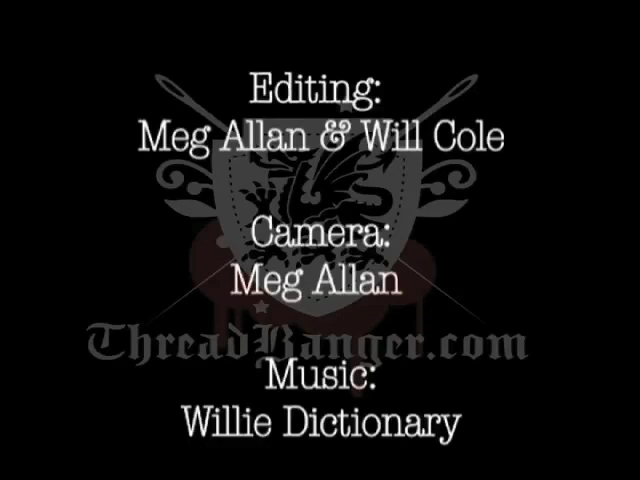 Editing:
Meg Allan & Will Cole
Camera:
Meg Allan
ThreadBanger.com
Music:
Willie Dictionary